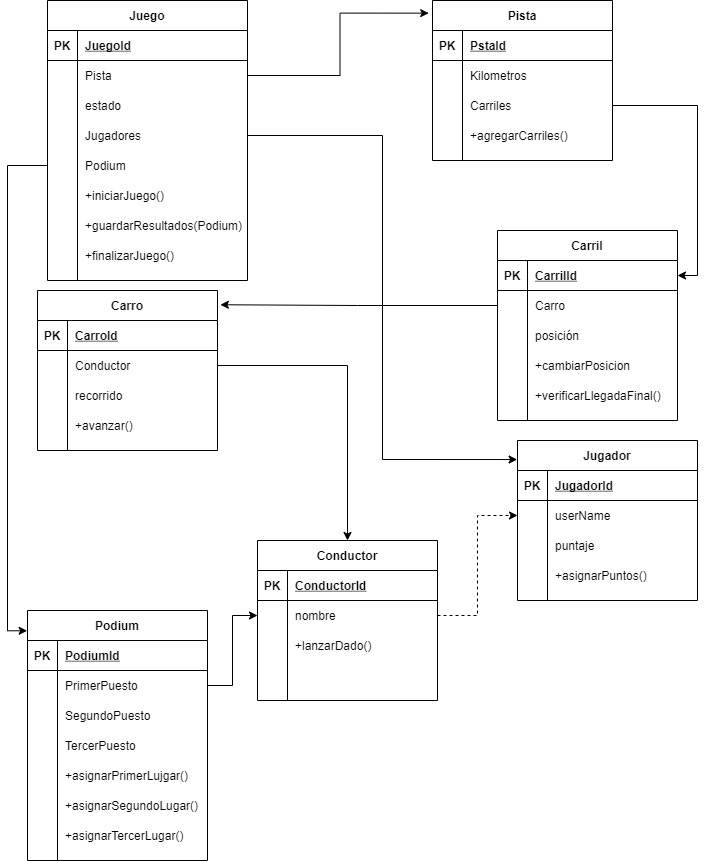 Juego
PK JuegoId
Pista
estado
Jugadores
Podium
+iniciarJuego()
+guardarResultados(Podium)
+finalizarJuego()
Pista
PK PstaId
Kilometros
Carriles
+agregarCarriles()
Carril
PK CarrilId
Carro
posición
+cambiarPosicion
+verificarLlegadaFinal()
Carro
PK CarroId
Conductor
recorrido
+avanzar()
Jugador
PK JugadorId
userName
puntaje
+asignarPuntos()
Conductor
PK ConductorId
nombre
+lanzarDado()
Podium
PK PodiumId
PrimerPuesto
SegundoPuesto
TercerPuesto
+asignarPrimerLujgar()
+asignarSegundoLugar()
+asignarTercerLugar()